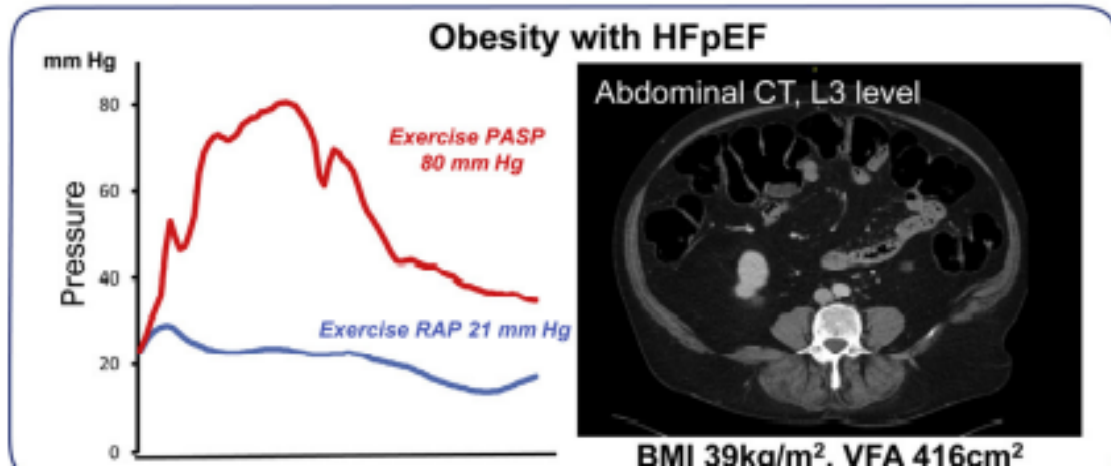 Obesity with HFpEF
mm Hg
80
60
40
20
0
Pressure
Exercise PASP
80 mm Hg
Exercise RAP 21 mm Hg
Abdominal CT, L3 level
BMI 39kg/m², VFA 416cm²